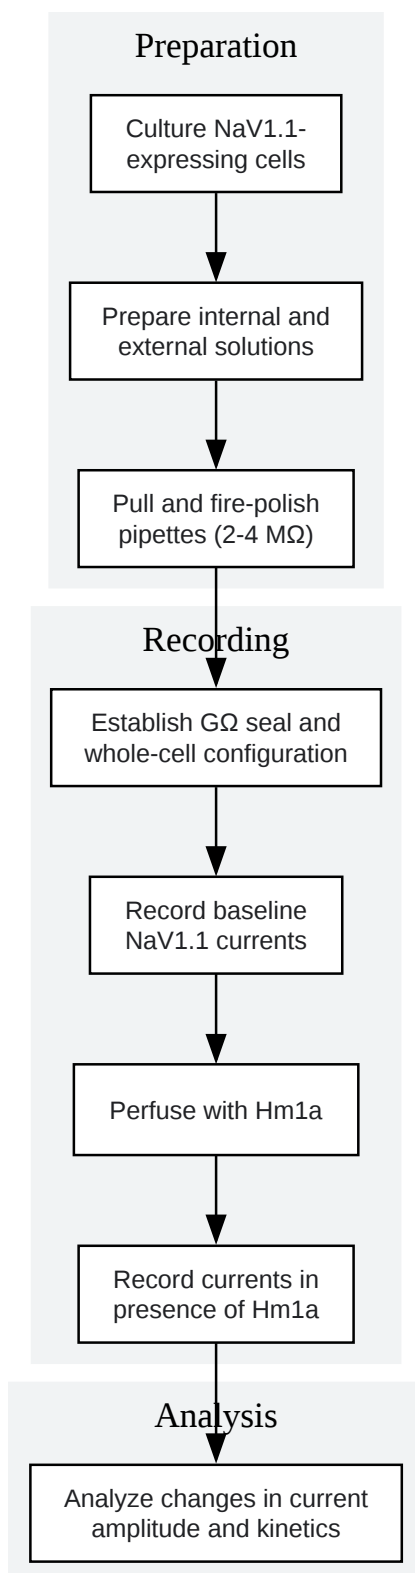 Preparation
Culture NaV1.1-
expressing cells
Prepare internal and
external solutions
Pull and fire-polish
pipettes (2-4 MΩ)
Recording
Establish GΩ seal and
whole-cell configuration
Record baseline
NaV1.1 currents
Perfuse with Hm1a
Record currents in
presence of Hm1a
Analysis
Analyze changes in current
amplitude and kinetics